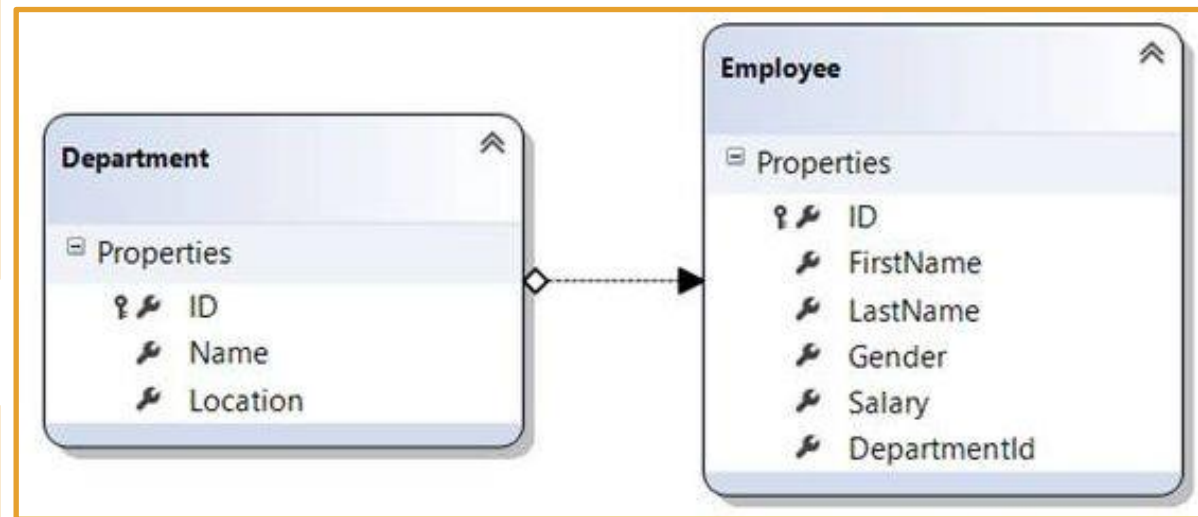 Department
Properties
ID
Name
Location
Employee
Properties
ID
FirstName
LastName
Gender
Salary
DepartmentId